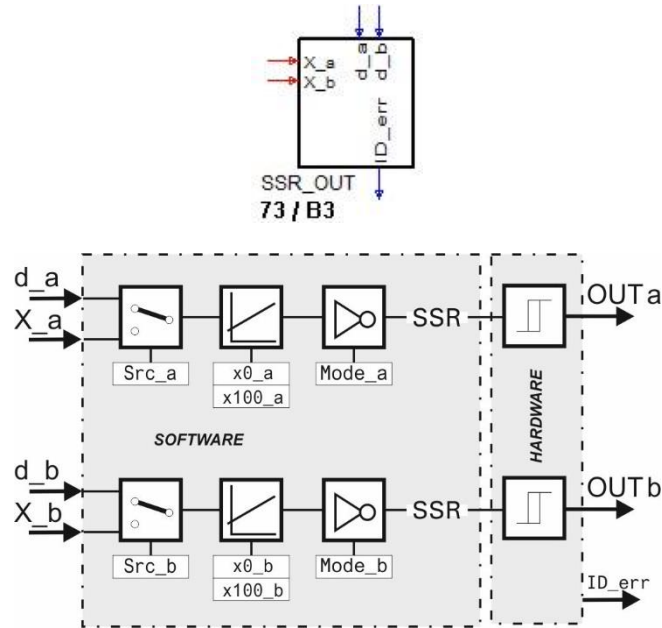 X_a
X_b
d_a
d_b
ID_err
SSR_OUT
73 / B3
d_a
X_a
Src_a
x0_a
x100_a
Mode_a
SSR
OUTa
SOFTWARE
HARDWARE
d_b
X_b
Src_b
x0_b
x100_b
Mode_b
SSR
OUTb
ID_err